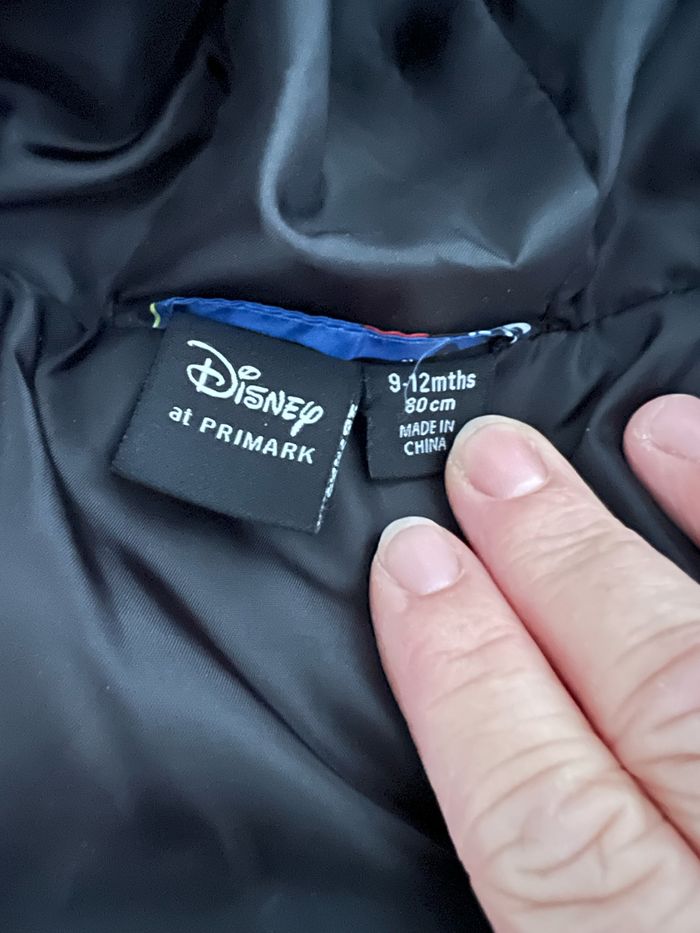 Disney
at PRIMARK
9-12mths
80cm
MADE IN
CHINA